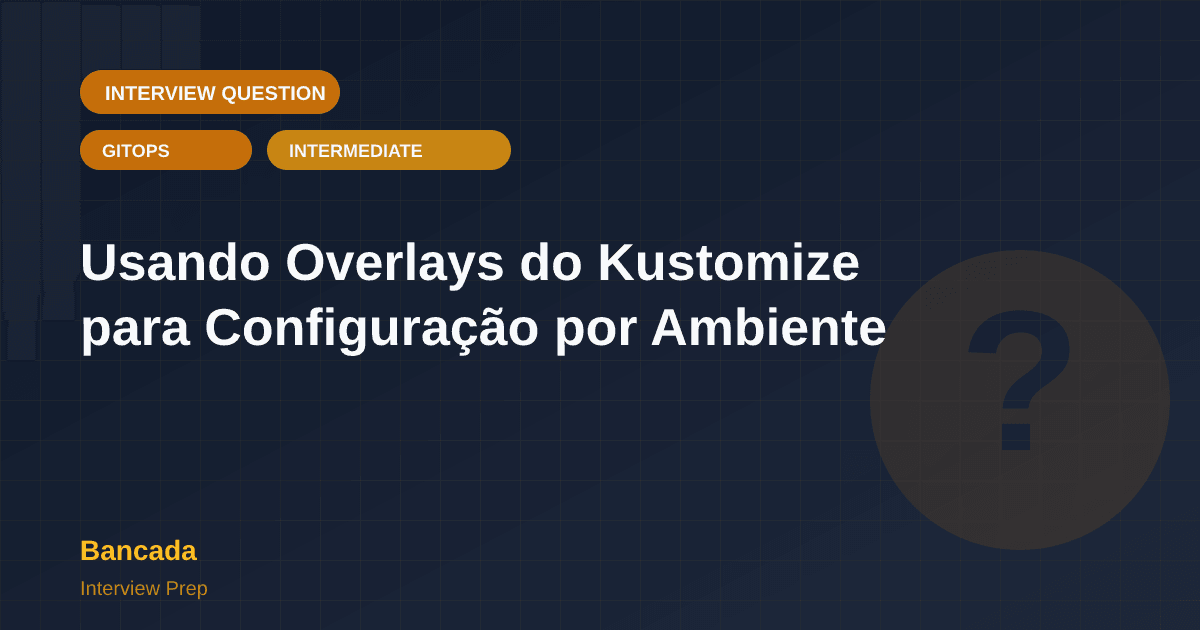 INTERVIEW QUESTION
GITOPS
INTERMEDIATE
Usando Overlays do Kustomize
para Configuração por Ambiente
?
Bancada
Interview Prep